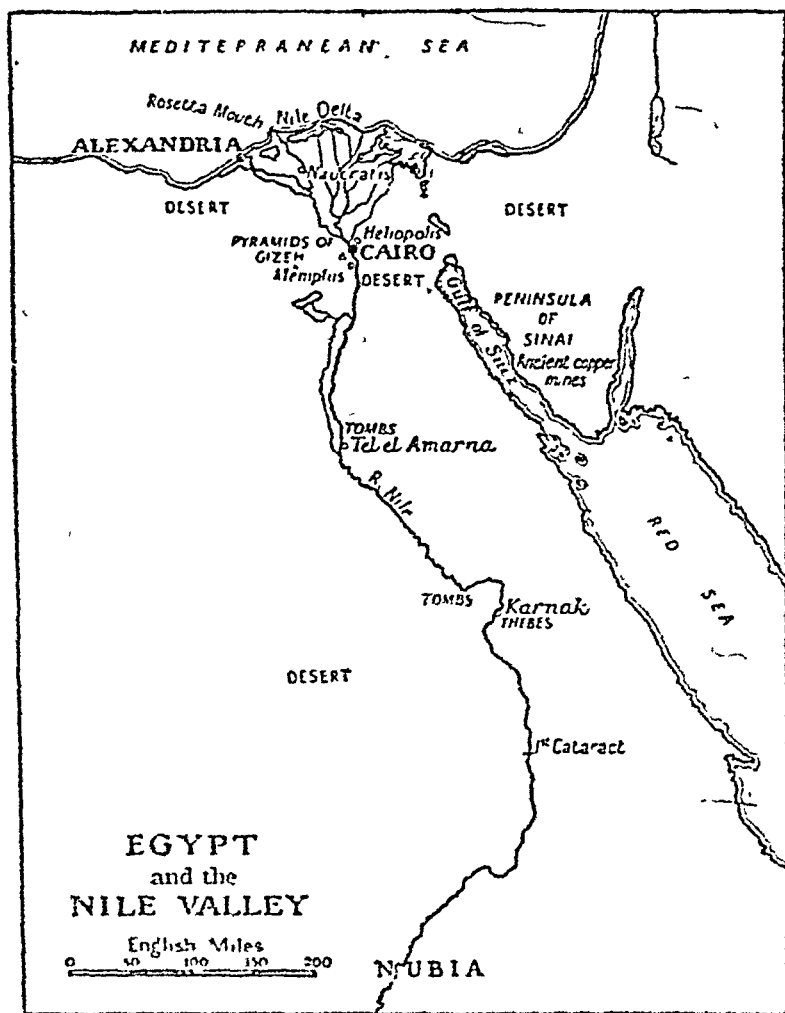 MEDITEPRANEAN SEA
Rosetta Mouth
Nile Delta
ALEXANDRIA
Naucratis
DESERT
DESERT
Heliopolis
PYRAMIDS OF
GIZEH
CAIRO
Memphis
DESERT
Gulf of Suez
PENINSULA
OF
SINAI
Ancient copper
mines
TOMBS
Tel el Amarna
R. Nile
RED SEA
TOMBS
Karnak
THEBES
DESERT
1st Cataract
EGYPT
and the
NILE VALLEY
English Miles
0 50 100 150 200
NUBIA